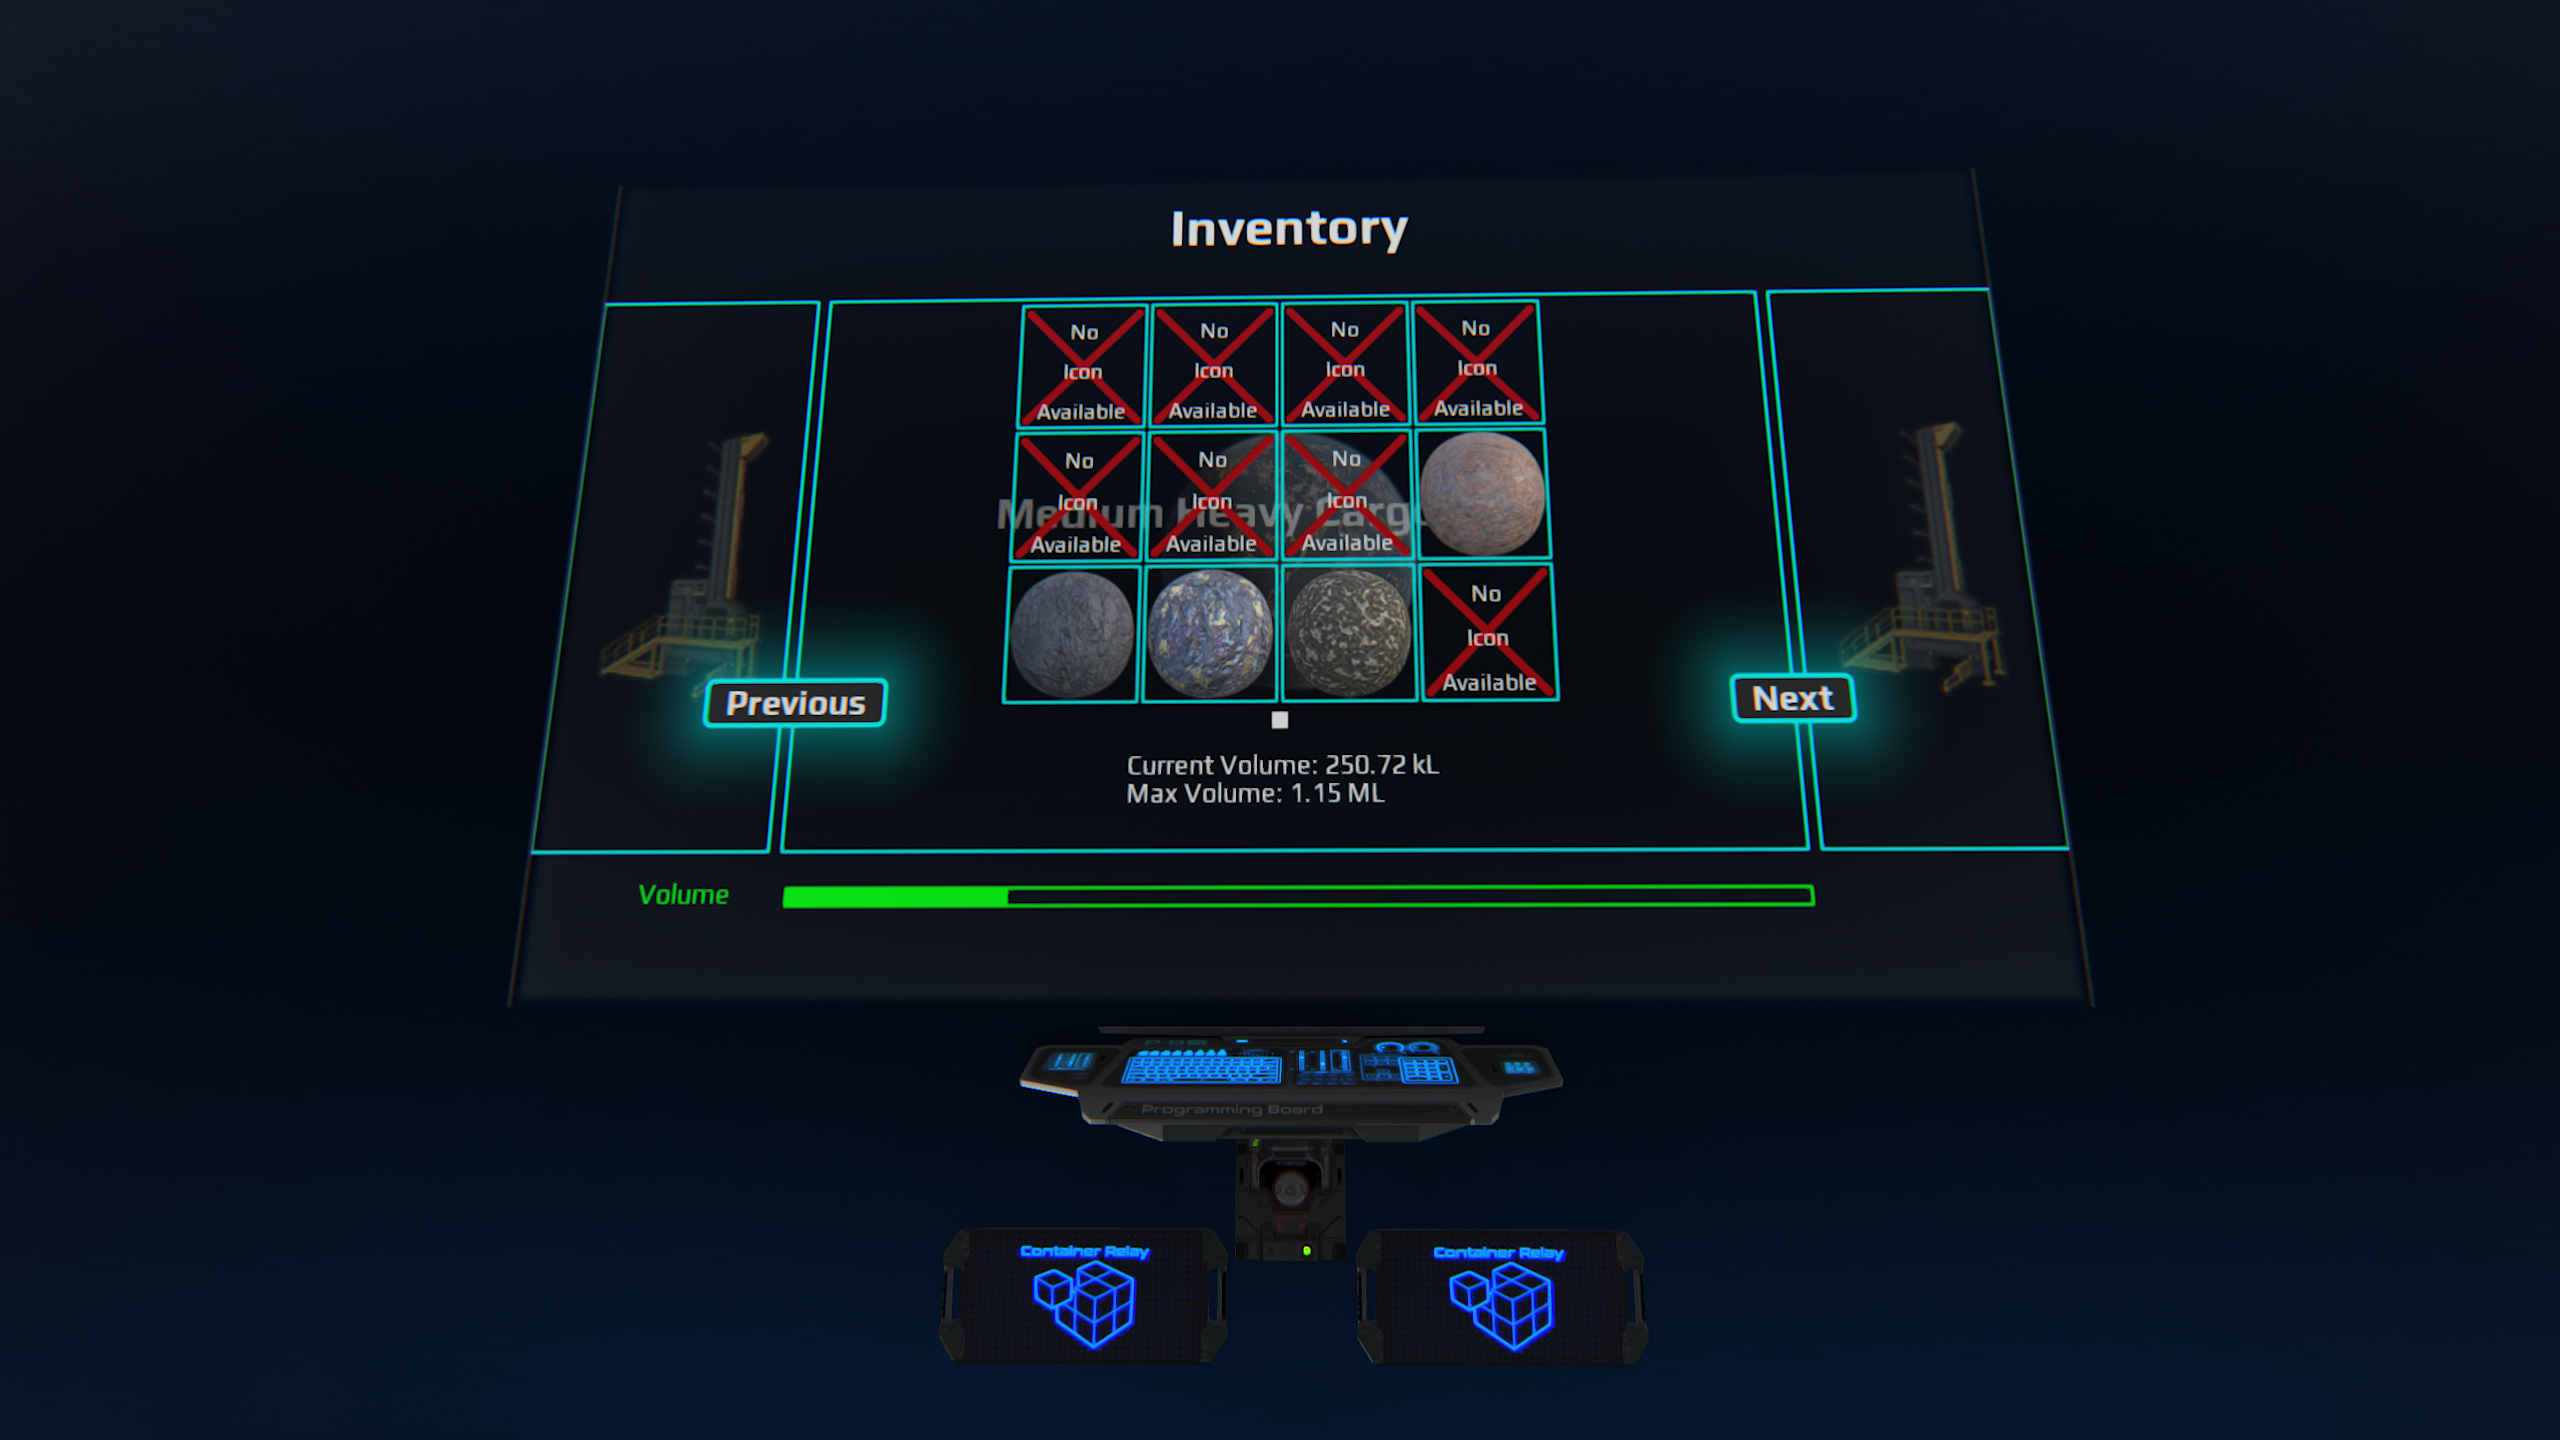 Inventory
No Icon Available
No Icon Available
No Icon Available
No Icon Available
No Icon Available
No Icon Available
No Icon Available
Medium Heavy Cargo
No Icon Available
Previous
Next
Current Volume: 250.72 kL
Max Volume: 1.15 ML
Volume
Programming Board
Container Relay
Container Relay